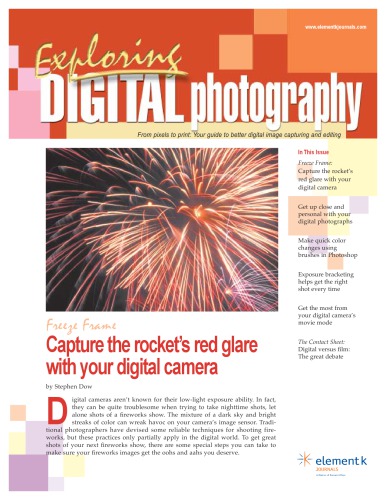 www.elementkjournals.com
Exploring
DIGITAL photography
From pixels to print: Your guide to better digital image capturing and editing
In This Issue
Freeze Frame:
Capture the rocket's
red glare with your
digital camera
Get up close and
personal with your
digital photographs
Make quick color
changes using
brushes in Photoshop
Exposure bracketing
helps get the right
shot every time
Get the most from
your digital camera's
movie mode
The Contact Sheet:
Digital versus film:
The great debate
Freeze Frame
Capture the rocket's red glare
with your digital camera
by Stephen Dow
Digital cameras aren't known for their low-light exposure ability. In fact,
they can be quite troublesome when trying to take nighttime shots, let
alone shots of a fireworks show. The mixture of a dark sky and bright
streaks of color can wreak havoc on your camera's image sensor. Tradi-
tional photographers have devised some reliable techniques for shooting fire-
works, but these practices only partially apply in the digital world. To get great
shots of your next fireworks show, there are some special steps you can take to
make sure your fireworks images get the oohs and aahs you deserve.
element k
JOURNALS